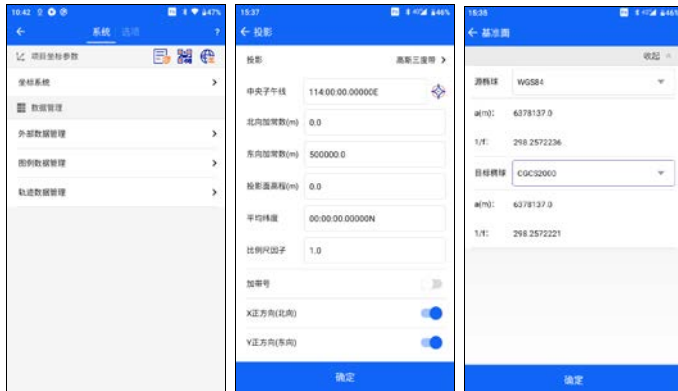 10:42
47%
系统
选项
?
项目坐标参数
坐标系统
数据管理
外部数据管理
图例数据管理
轨迹数据管理
15:37
46%
投影
投影
高斯三度带
中央子午线
114:00:00.00000E
北向加常数(m)
0.0
东向加常数(m)
500000.0
投影面高程(m)
0.0
平均纬度
00:00:00.00000N
比例尺因子
1.0
加带号
X正方向(北向)
Y正方向(东向)
确定
15:35
46%
基准面
收起
源椭球
WGS84
a(m):
6378137.0
1/f:
298.2572236
目标椭球
CGCS2000
a(m):
6378137.0
1/f:
298.2572221
确定